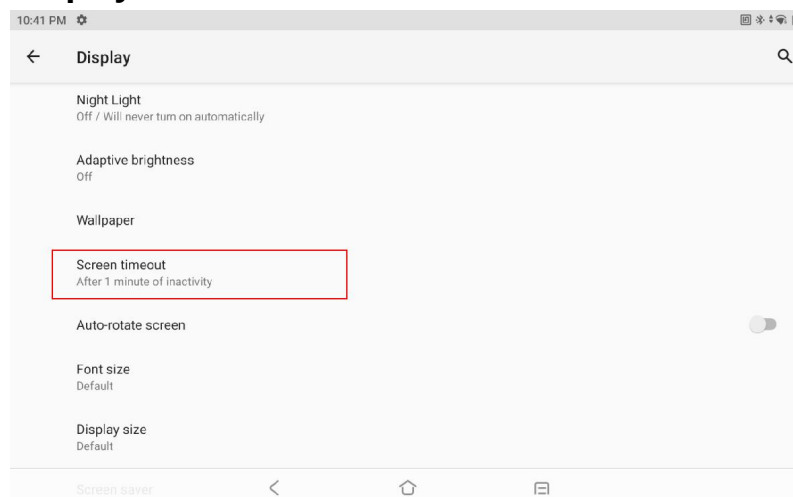 10:41 PM
Display
Night Light
Off / Will never turn on automatically
Adaptive brightness
Off
Wallpaper
Screen timeout
After 1 minute of inactivity
Auto-rotate screen
Font size
Default
Display size
Default
Screen saver